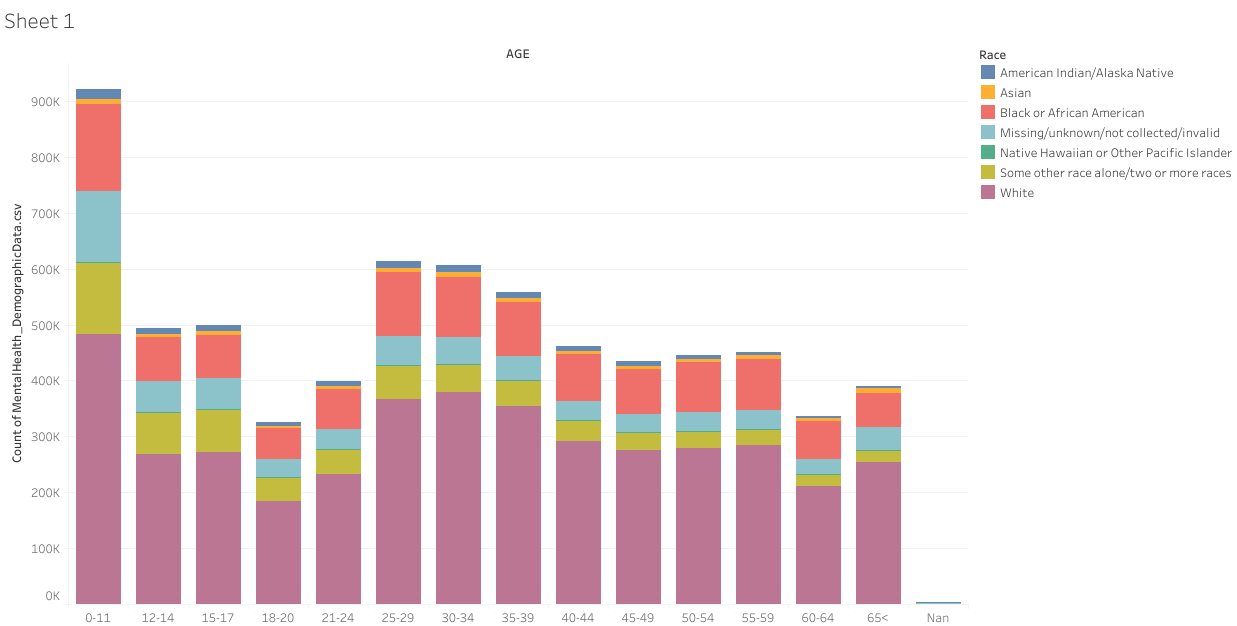 Sheet 1
AGE
Count of MentalHealth_DemographicData.csv
900K
800K
700K
600K
500K
400K
300K
200K
100K
0K
0-11 12-14 15-17 18-20 21-24 25-29 30-34 35-39 40-44 45-49 50-54 55-59 60-64 65< Nan
Race
American Indian/Alaska Native
Asian
Black or African American
Missing/unknown/not collected/invalid
Native Hawaiian or Other Pacific Islander
Some other race alone/two or more races
White